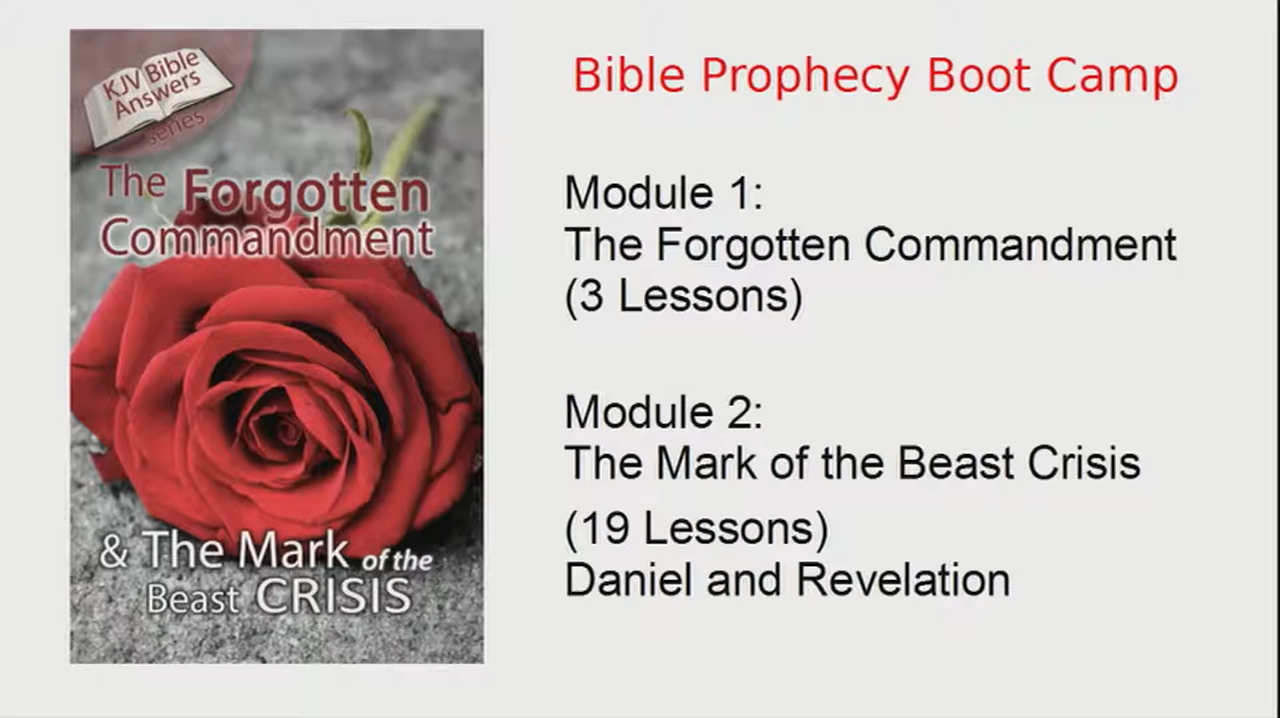 KJV Bible
Answers
series
The Forgotten
Commandment
& The Mark of the
Beast CRISIS
Bible Prophecy Boot Camp
Module 1:
The Forgotten Commandment
(3 Lessons)
Module 2:
The Mark of the Beast Crisis
(19 Lessons)
Daniel and Revelation